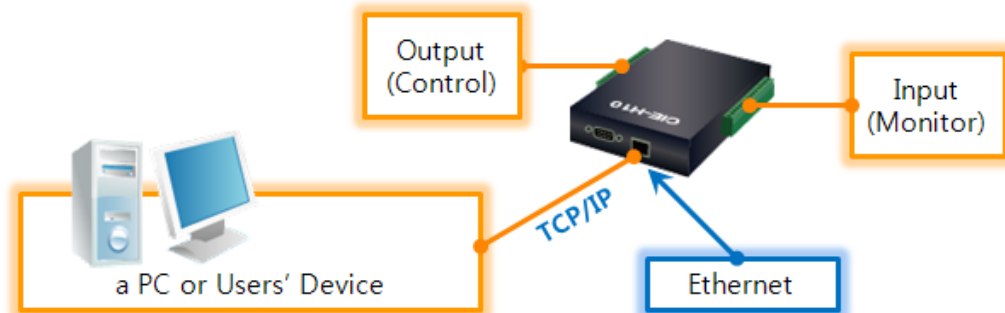 Output
(Control)
CIE-H10
Input
(Monitor)
TCP/IP
a PC or Users' Device
Ethernet